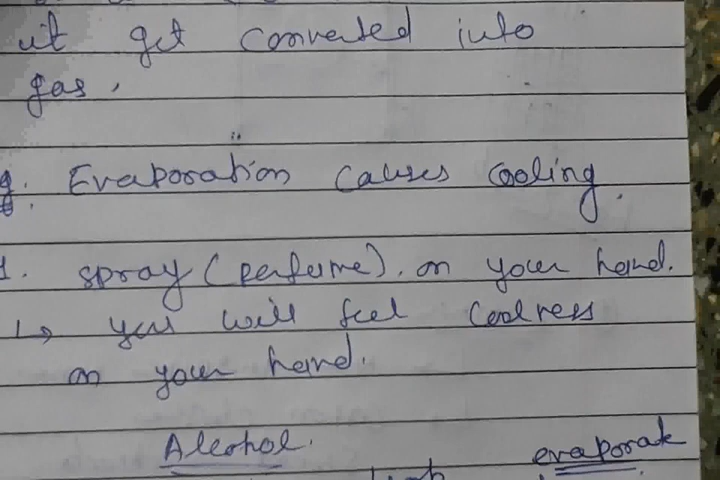 it get converted into
gas.
Evaporation causes cooling.
1. spray (perfume). on your hand.
↳ you will feel coolness
on your hand.
Alcohol. evaporate